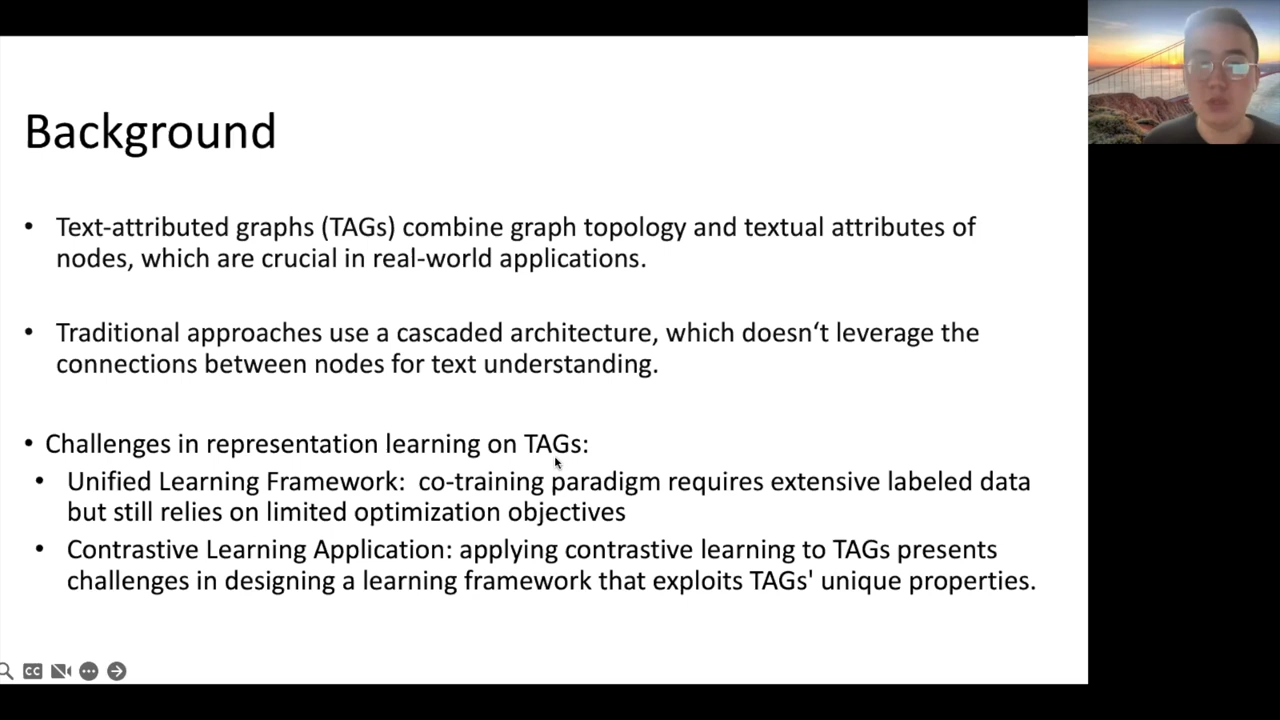 Background
• Text-attributed graphs (TAGs) combine graph topology and textual attributes of
nodes, which are crucial in real-world applications.
• Traditional approaches use a cascaded architecture, which doesn‘t leverage the
connections between nodes for text understanding.
• Challenges in representation learning on TAGs:
• Unified Learning Framework:  co-training paradigm requires extensive labeled data
but still relies on limited optimization objectives
• Contrastive Learning Application: applying contrastive learning to TAGs presents
challenges in designing a learning framework that exploits TAGs' unique properties.
CC